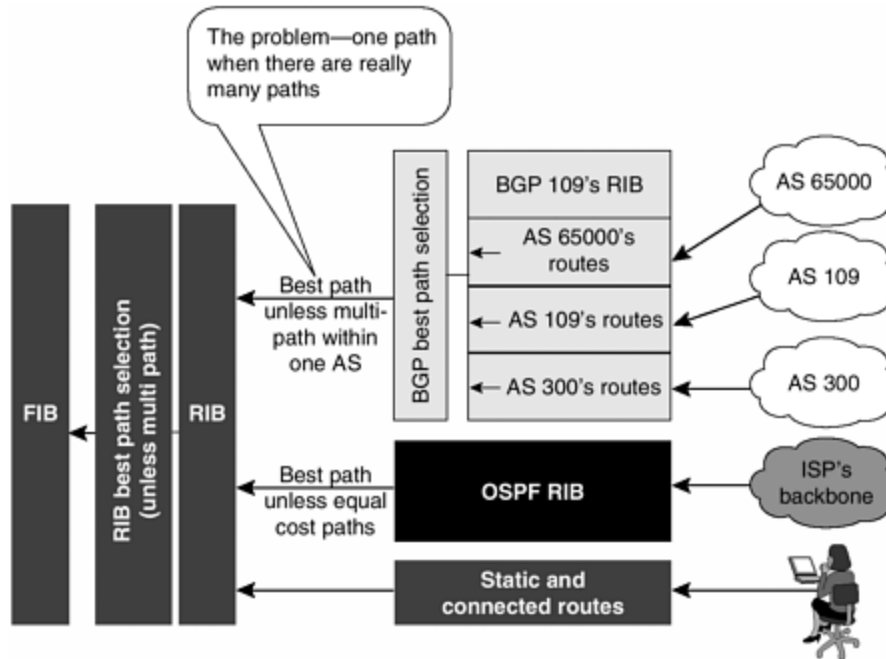 The problem—one path
when there are really
many paths
FIB
RIB best path selection
(unless multi path)
RIB
Best path
unless multi-
path within
one AS
BGP best path selection
BGP 109's RIB
AS 65000's
routes
AS 109's routes
AS 300's routes
AS 65000
AS 109
AS 300
Best path
unless equal
cost paths
OSPF RIB
ISP's
backbone
Static and
connected routes